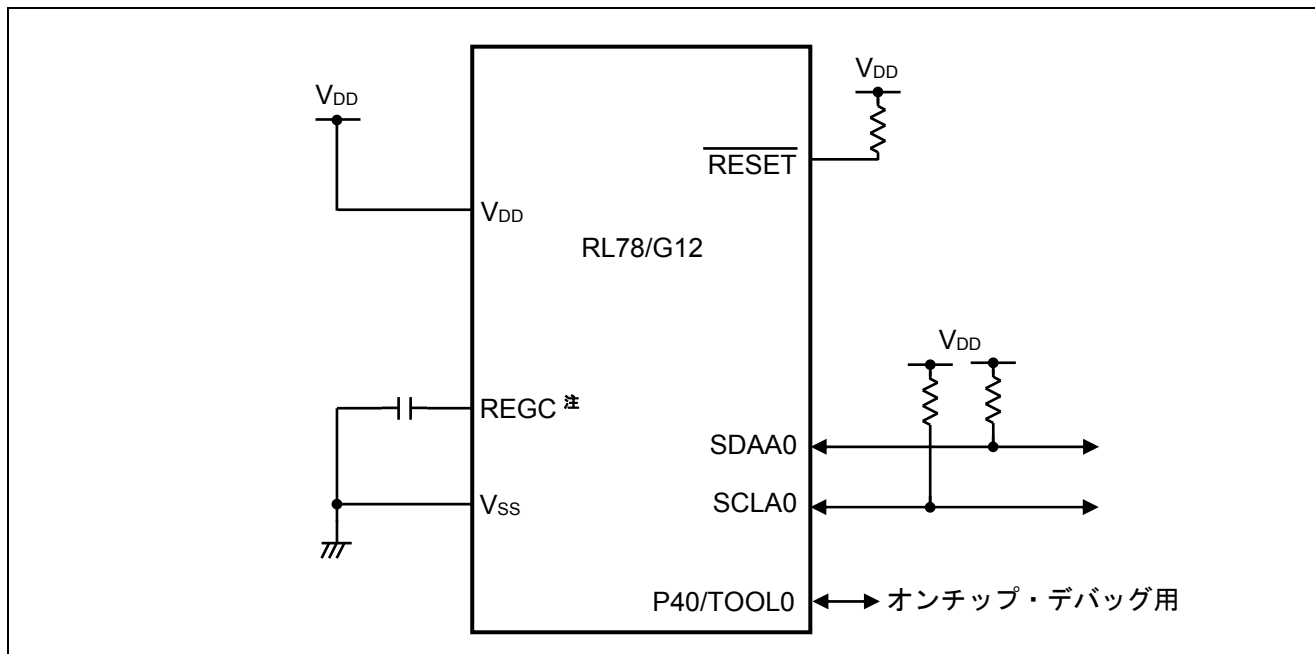 VDD
VDD
RESET
VDD
RL78/G12
VDD
REGC 注
SDAA0
VSS
SCLA0
P40/TOOL0
オンチップ・デバッグ用